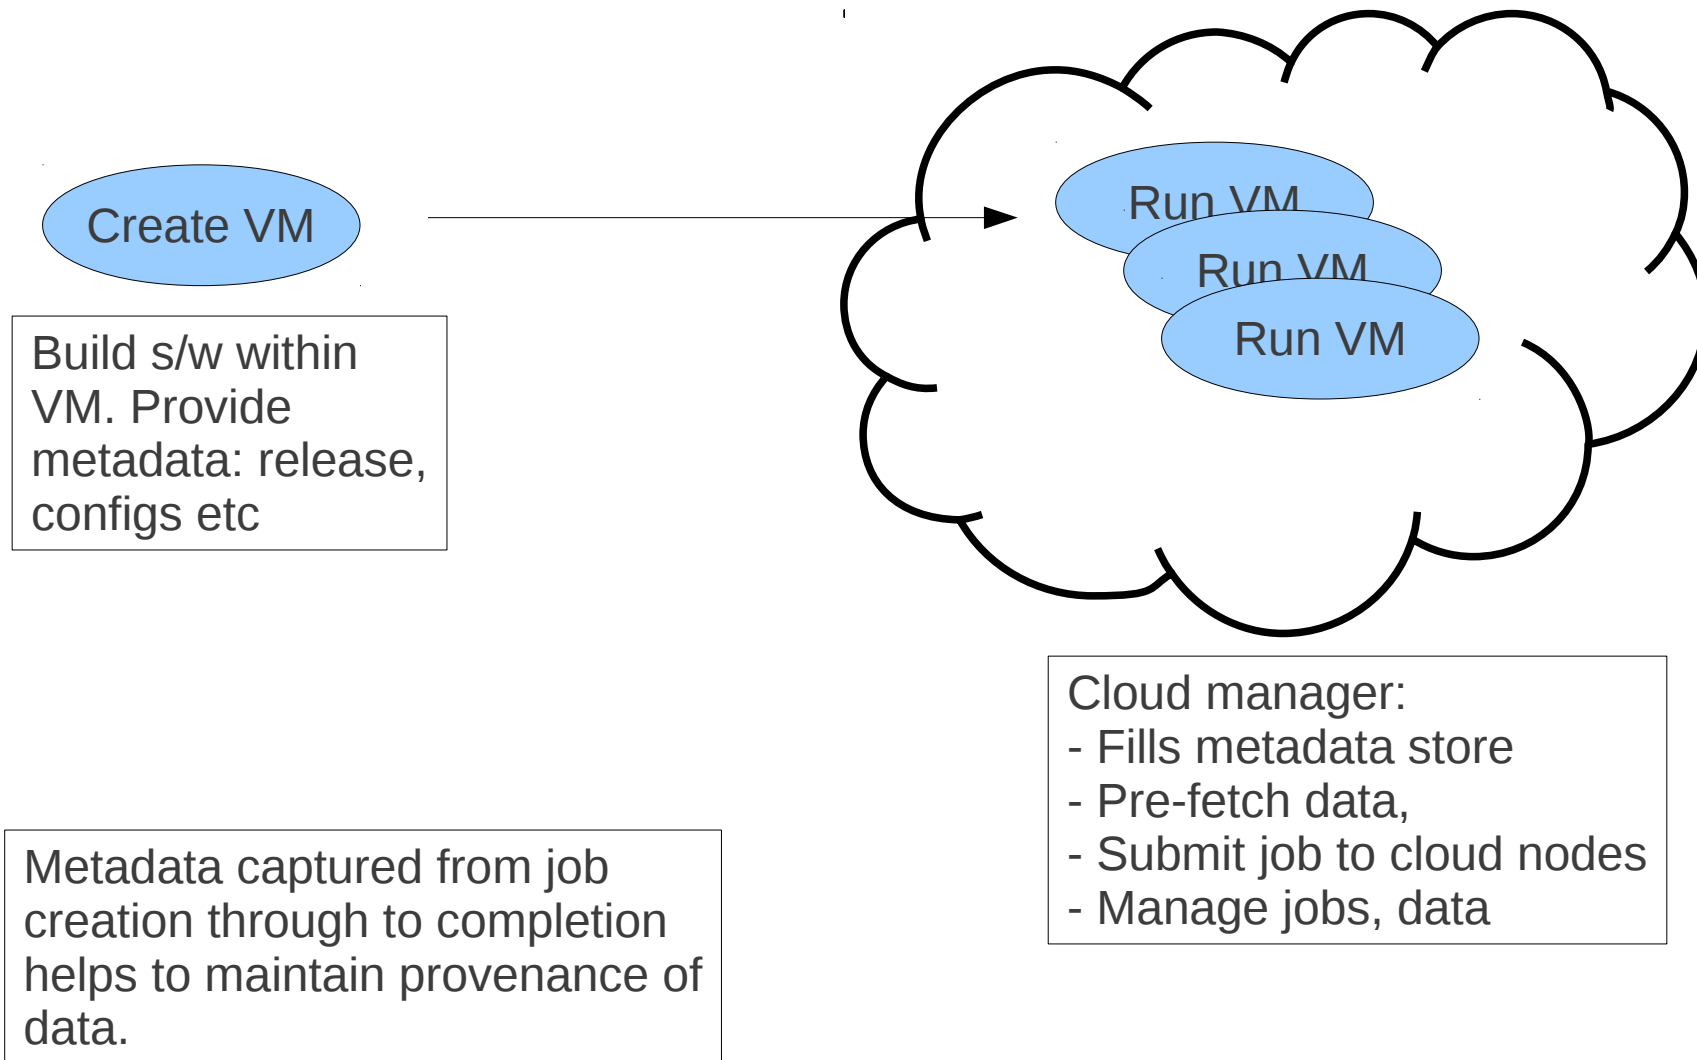 Create VM
Run VM
Run VM
Run VM
Build s/w within
VM. Provide
metadata: release,
configs etc
Cloud manager:
- Fills metadata store
- Pre-fetch data,
- Submit job to cloud nodes
- Manage jobs, data
Metadata captured from job
creation through to completion
helps to maintain provenance of
data.